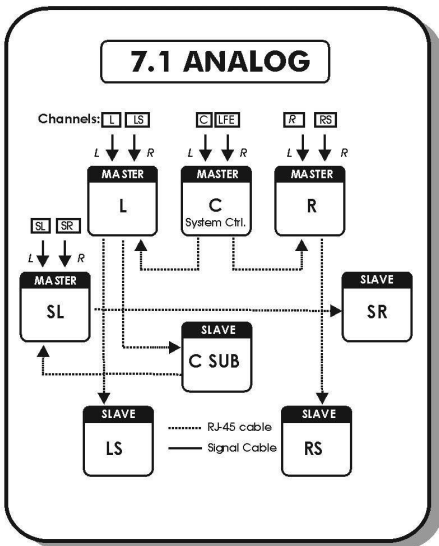 7.1 ANALOG
Channels: L LS C LFE R RS
L R L R L R
MASTER MASTER MASTER
L C R
System Ctrl.
SL SR
L R
MASTER SLAVE
SL SR
SLAVE
C SUB
SLAVE SLAVE
LS RS
RJ-45 cable
Signal Cable